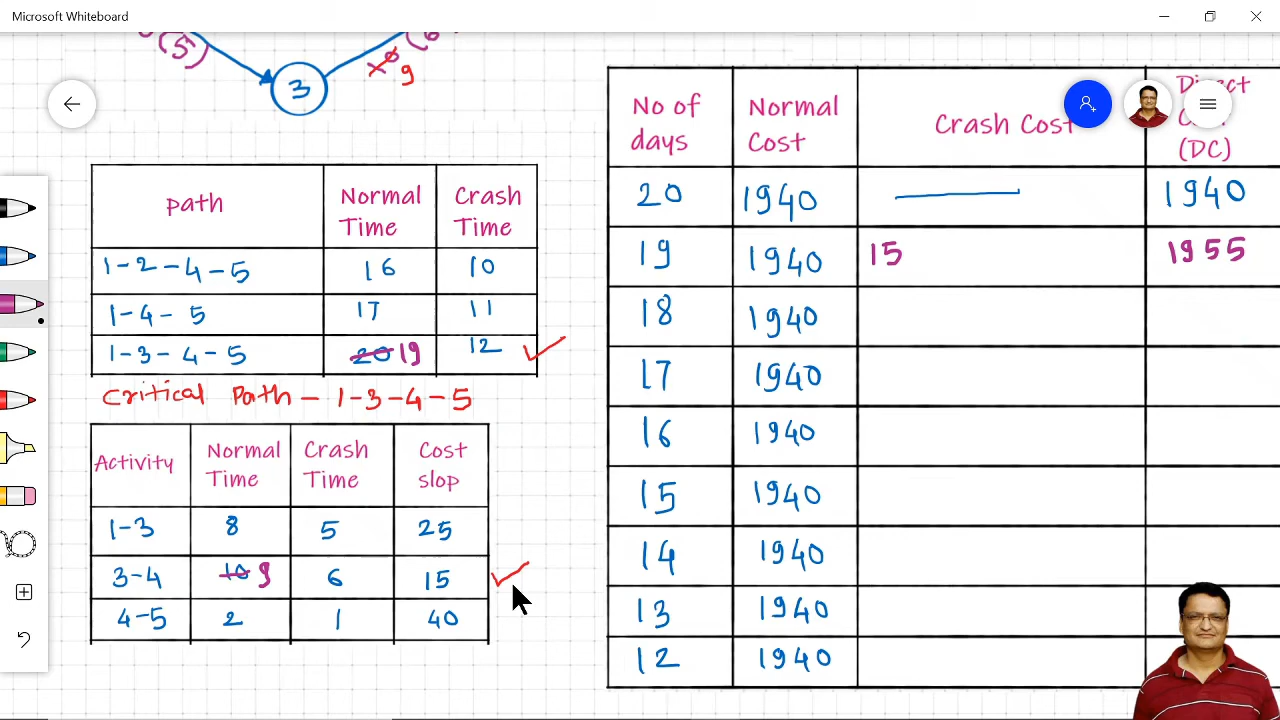 Microsoft Whiteboard
(5)
3
9
path Normal Time Crash Time
1-2-4-5 16 10
1-4-5 17 11
1-3-4-5 20 19 12
Critical Path - 1-3-4-5
Activity Normal Time Crash Time Cost slop
1-3 8 5 25
3-4 10 9 6 15
4-5 2 1 40
No of days Normal Cost Crash Cost Direct (DC)
20 1940 1940
19 1940 15 1955
18 1940
17 1940
16 1940
15 1940
14 1940
13 1940
12 1940